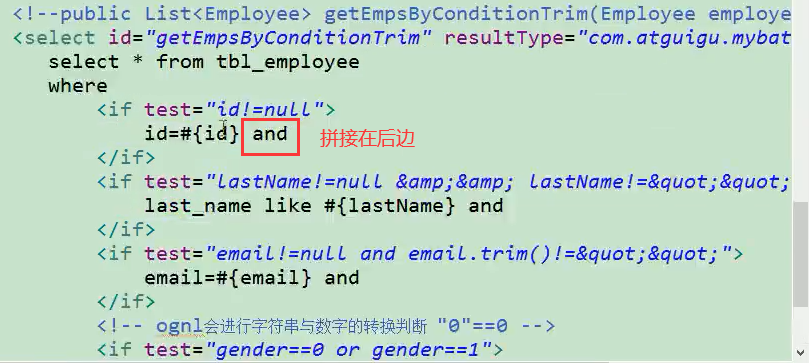 <!--public List<Employee> getEmpsByConditionTrim(Employee employe
<select id="getEmpsByConditionTrim" resultType="com.atguigu.mybat
select * from tbl_employee
where
<if test="id!=null">
id=#{id} and 拼接在后边
</if>
<if test="lastName!=null &amp;&amp; lastName!=&quot;&quot;
last_name like #{lastName} and
</if>
<if test="email!=null and email.trim()!=&quot;&quot;">
email=#{email} and
</if>
<!-- ognl会进行字符串与数字的转换判断 "0"==0 -->
<if test="gender==0 or gender==1">